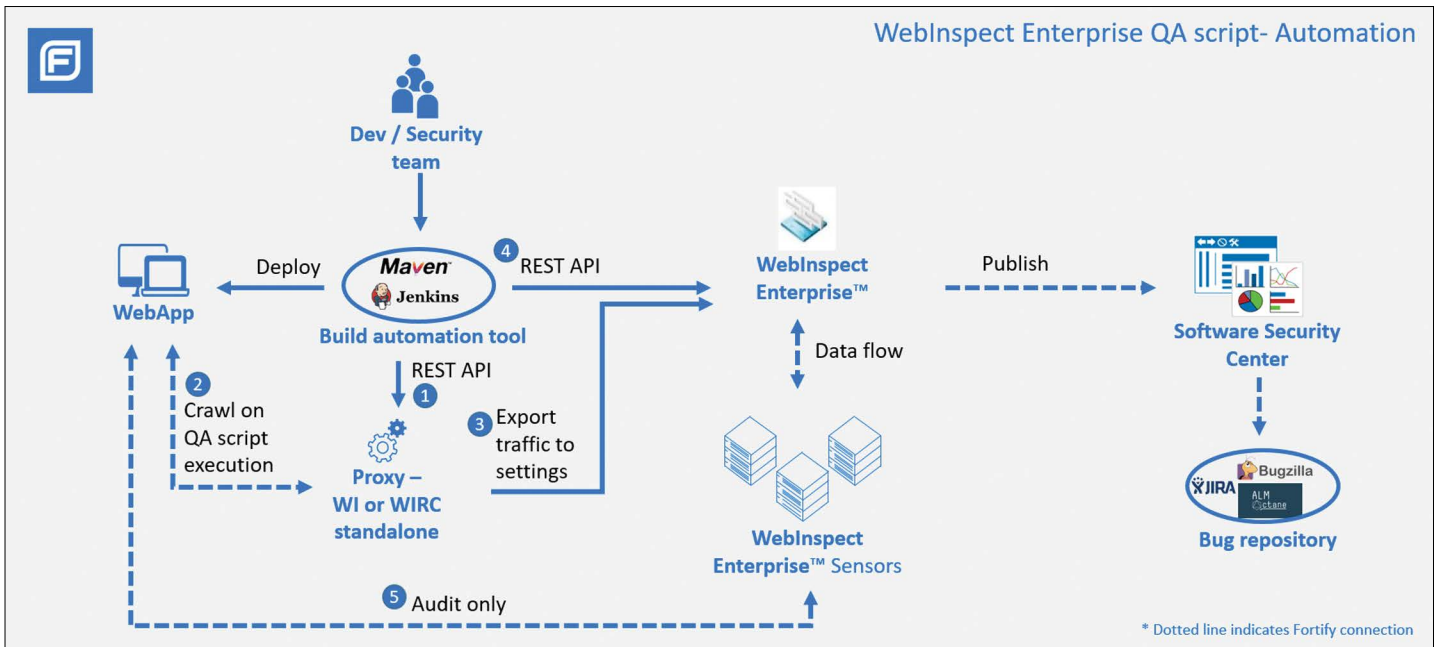 WebInspect Enterprise QA script- Automation
F
Dev / Security
team
Maven™
Jenkins
Build automation tool
Deploy
WebApp
4
REST API
WebInspect
Enterprise™
Publish
Software Security
Center
REST API
1
2
Crawl on
QA script
execution
3
Export
traffic to
settings
Data flow
Proxy –
WI or WIRC
standalone
WebInspect
Enterprise™ Sensors
Bugzilla
JIRA
ALM
Octane
Bug repository
5
Audit only
* Dotted line indicates Fortify connection